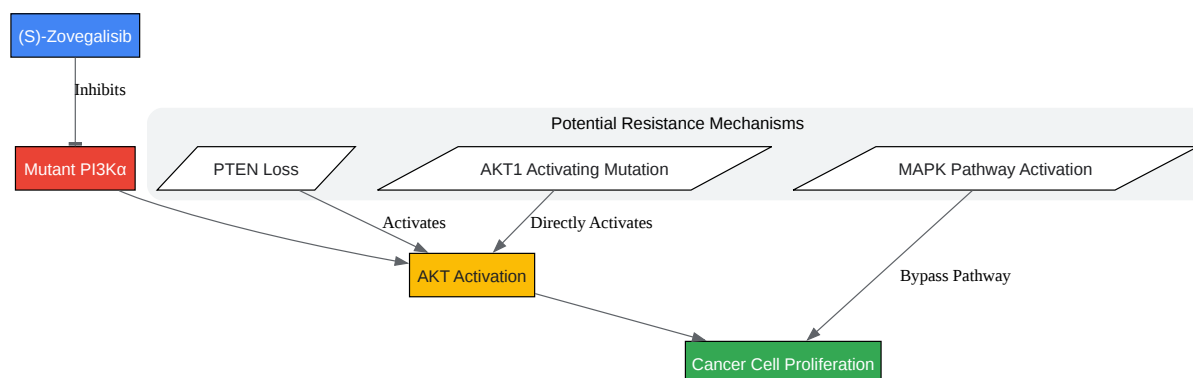 (S)-Zovegalisib
Inhibits
Potential Resistance Mechanisms
Mutant PI3Kα
PTEN Loss
AKT1 Activating Mutation
MAPK Pathway Activation
Activates
Directly Activates
AKT Activation
Bypass Pathway
Cancer Cell Proliferation